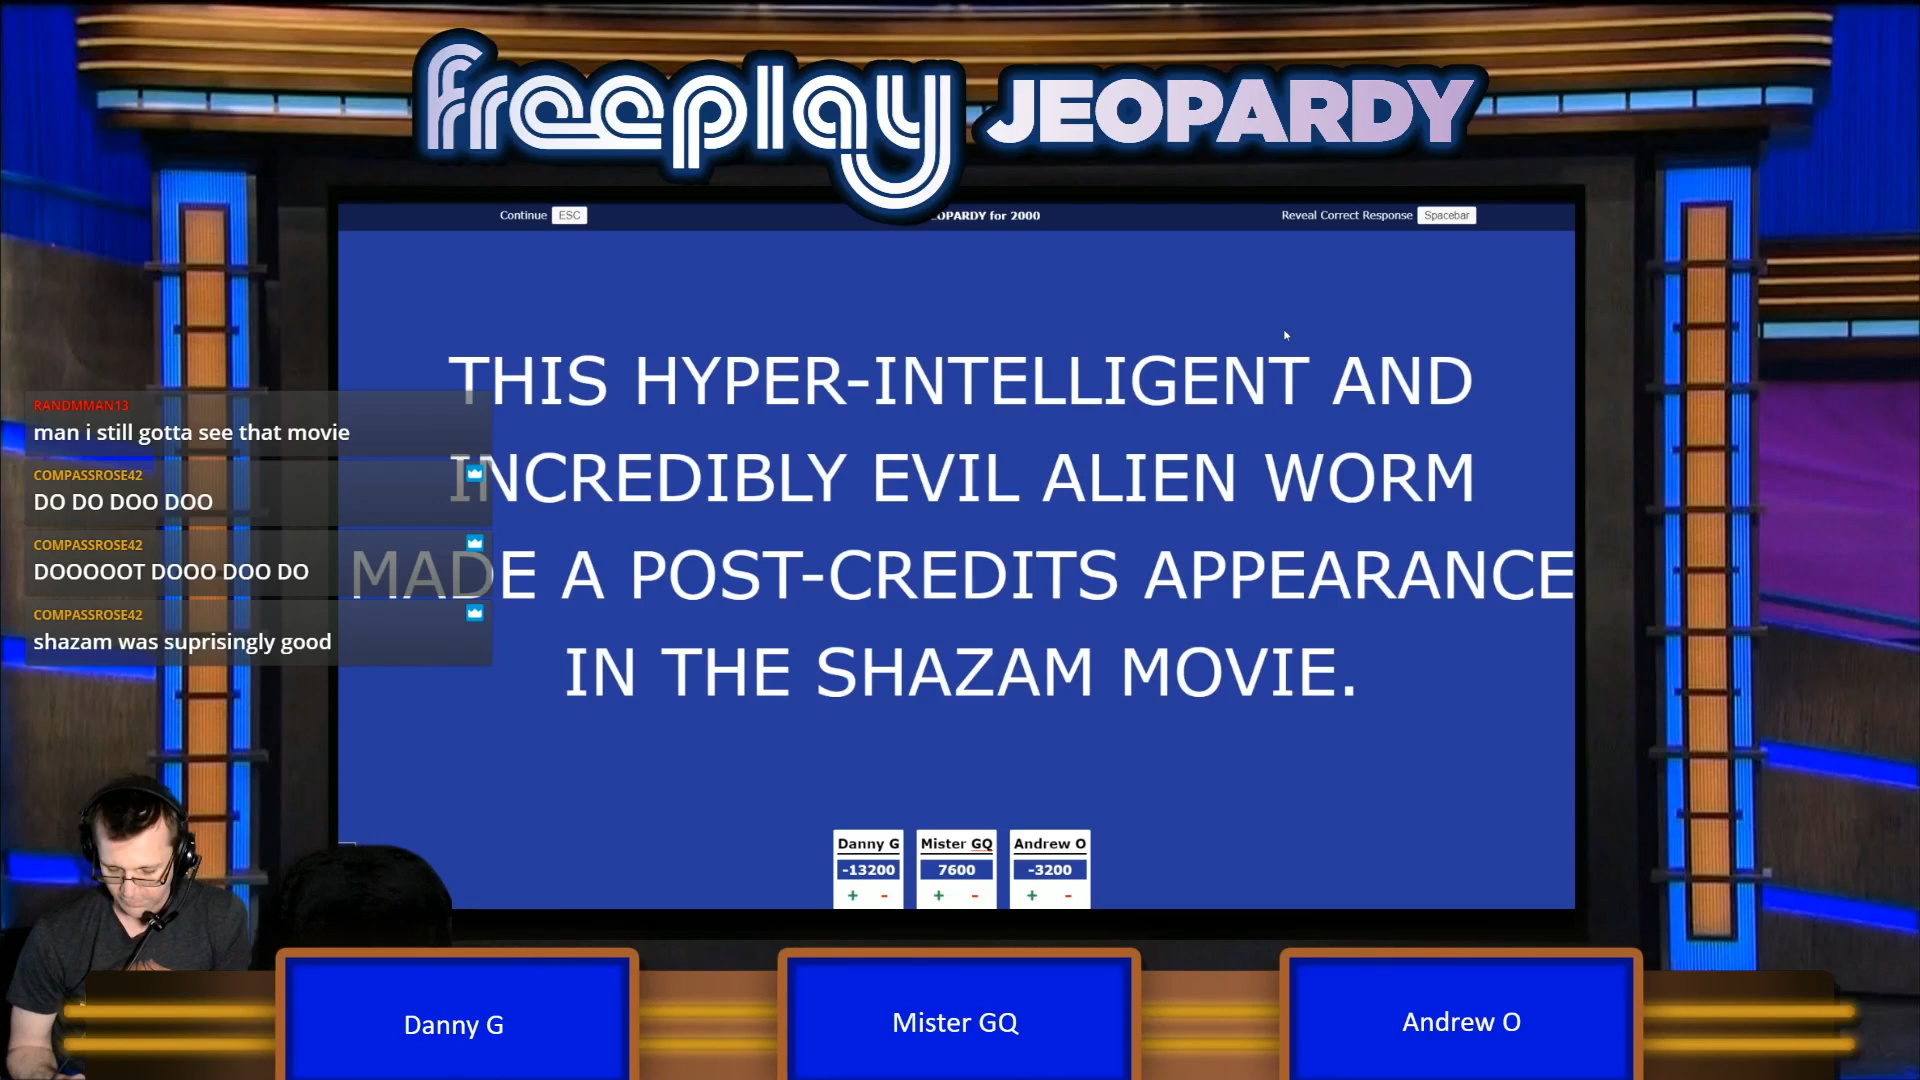 freeplay JEOPARDY
Continue ESC
OPARDY for 2000
Reveal Correct Response Spacebar
THIS HYPER-INTELLIGENT AND
INCREDIBLY EVIL ALIEN WORM
MADE A POST-CREDITS APPEARANCE
IN THE SHAZAM MOVIE.
RANDMMAN13
man i still gotta see that movie
COMPASSROSE42
DO DO DOO DOO
COMPASSROSE42
DOOOOOT DOOO DOO DO
COMPASSROSE42
shazam was suprisingly good
Danny G Mister GQ Andrew O
-13200 7600 -3200
+ - + - + -
Danny G
Mister GQ
Andrew O